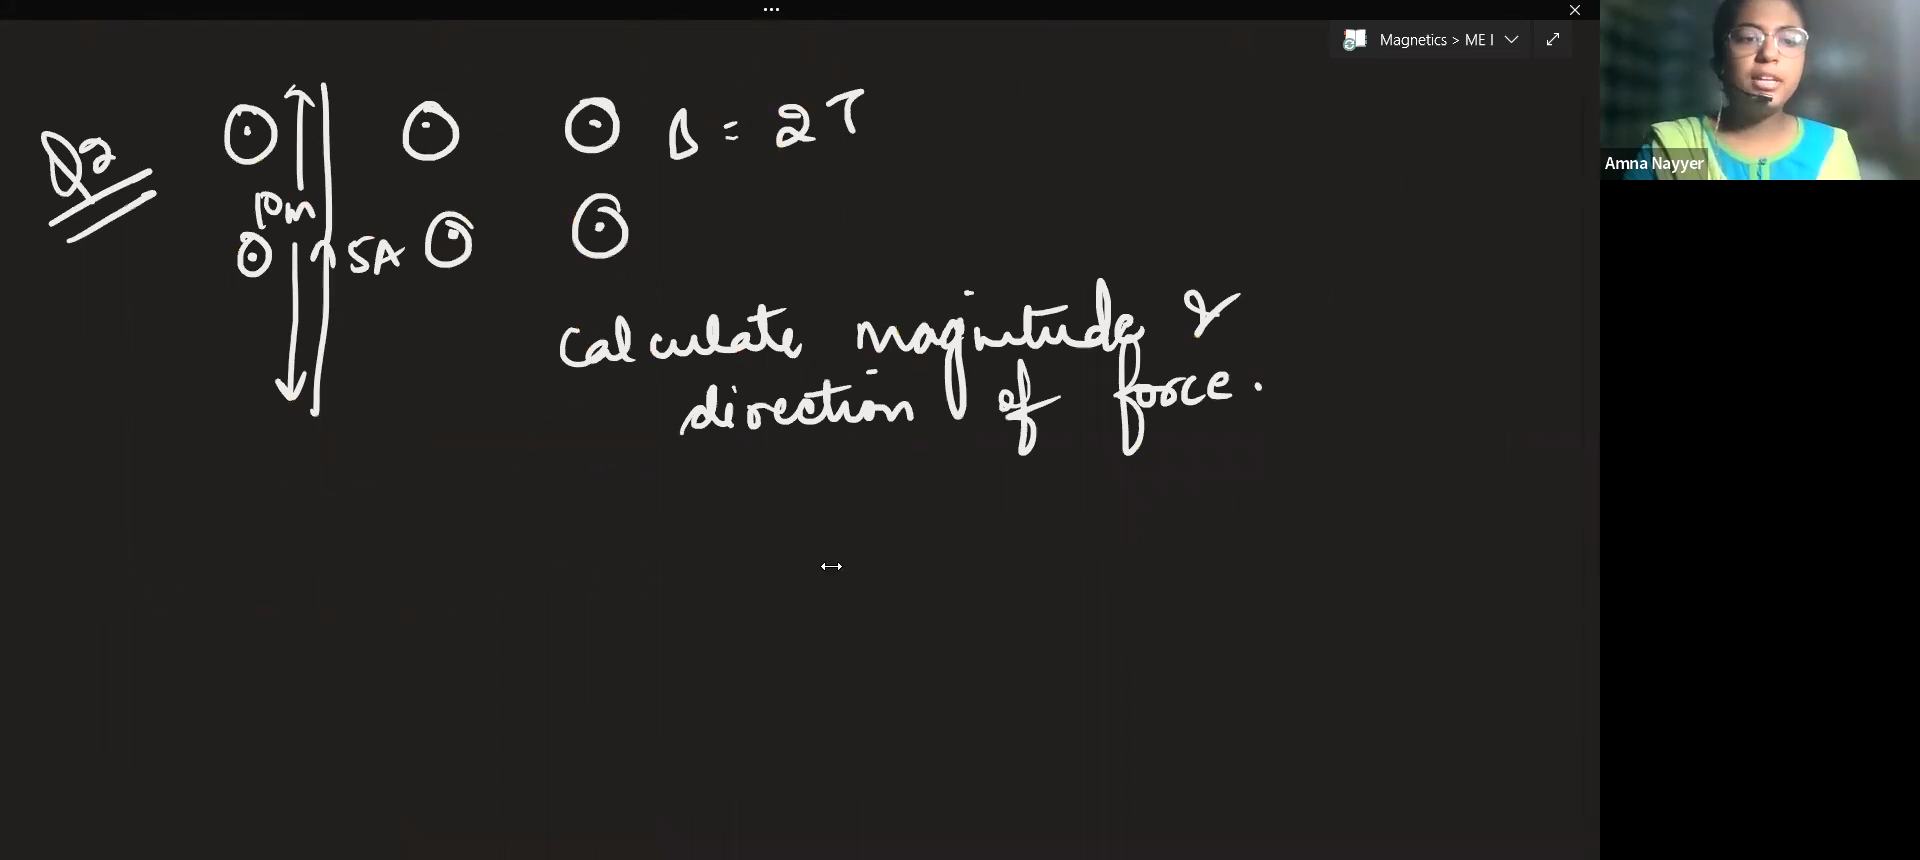 Magnetics > ME I
Q2
B = 2T
10m
5A
Calculate magnitude &
direction of force.
Amna Nayyer